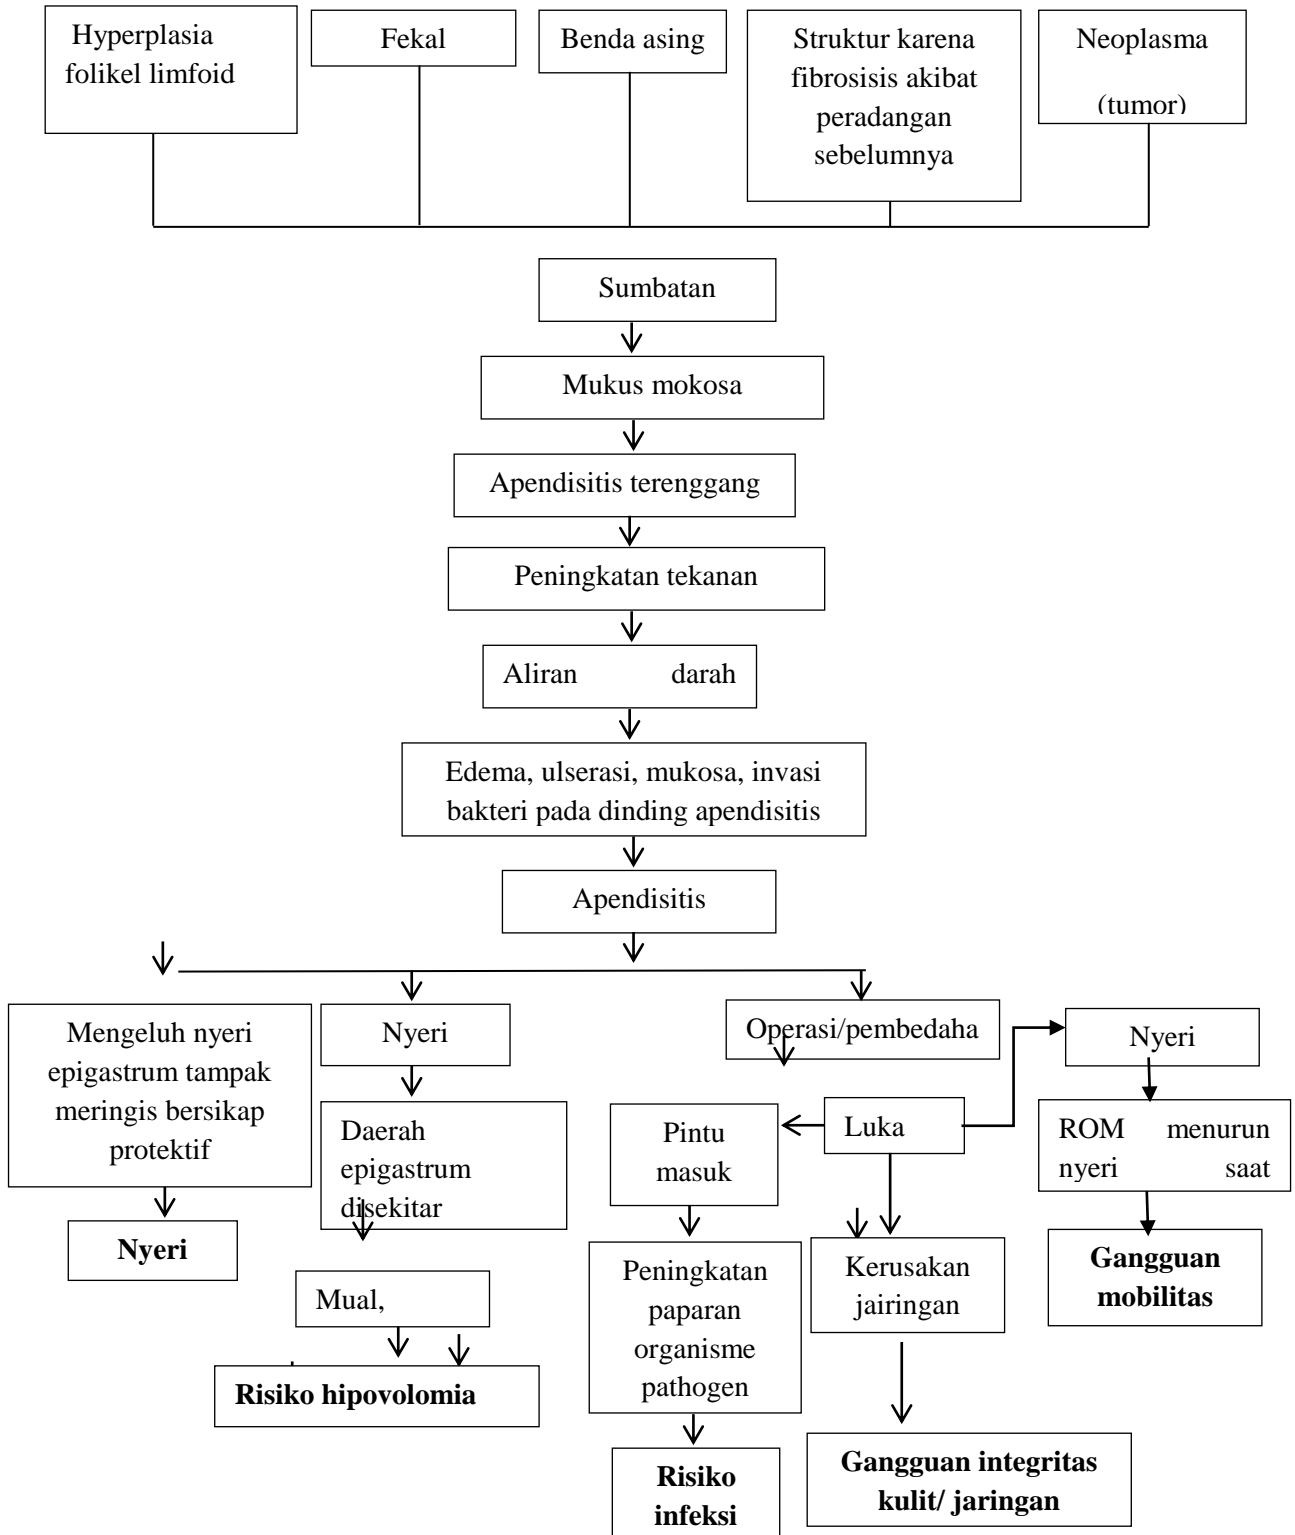 Hyperplasia
folikel limfoid
Fekal
Benda asing
Struktur karena
fibrosisis akibat
peradangan
sebelumnya
Neoplasma
(tumor)
Sumbatan
Mukus mokosa
Apendisitis terenggang
Peningkatan tekanan
Aliran darah
Edema, ulserasi, mukosa, invasi
bakteri pada dinding apendisitis
Apendisitis
Mengeluh nyeri
epigastrum tampak
meringis bersikap
protektif
Nyeri
Nyeri
Daerah
epigastrum
disekitar
Mual,
Risiko hipovolomia
Operasi/pembedaha
Luka
Pintu
masuk
Peningkatan
paparan
organisme
pathogen
Risiko
infeksi
Kerusakan
jairingan
Gangguan integritas
kulit/ jaringan
Nyeri
ROM menurun
nyeri saat
Gangguan
mobilitas